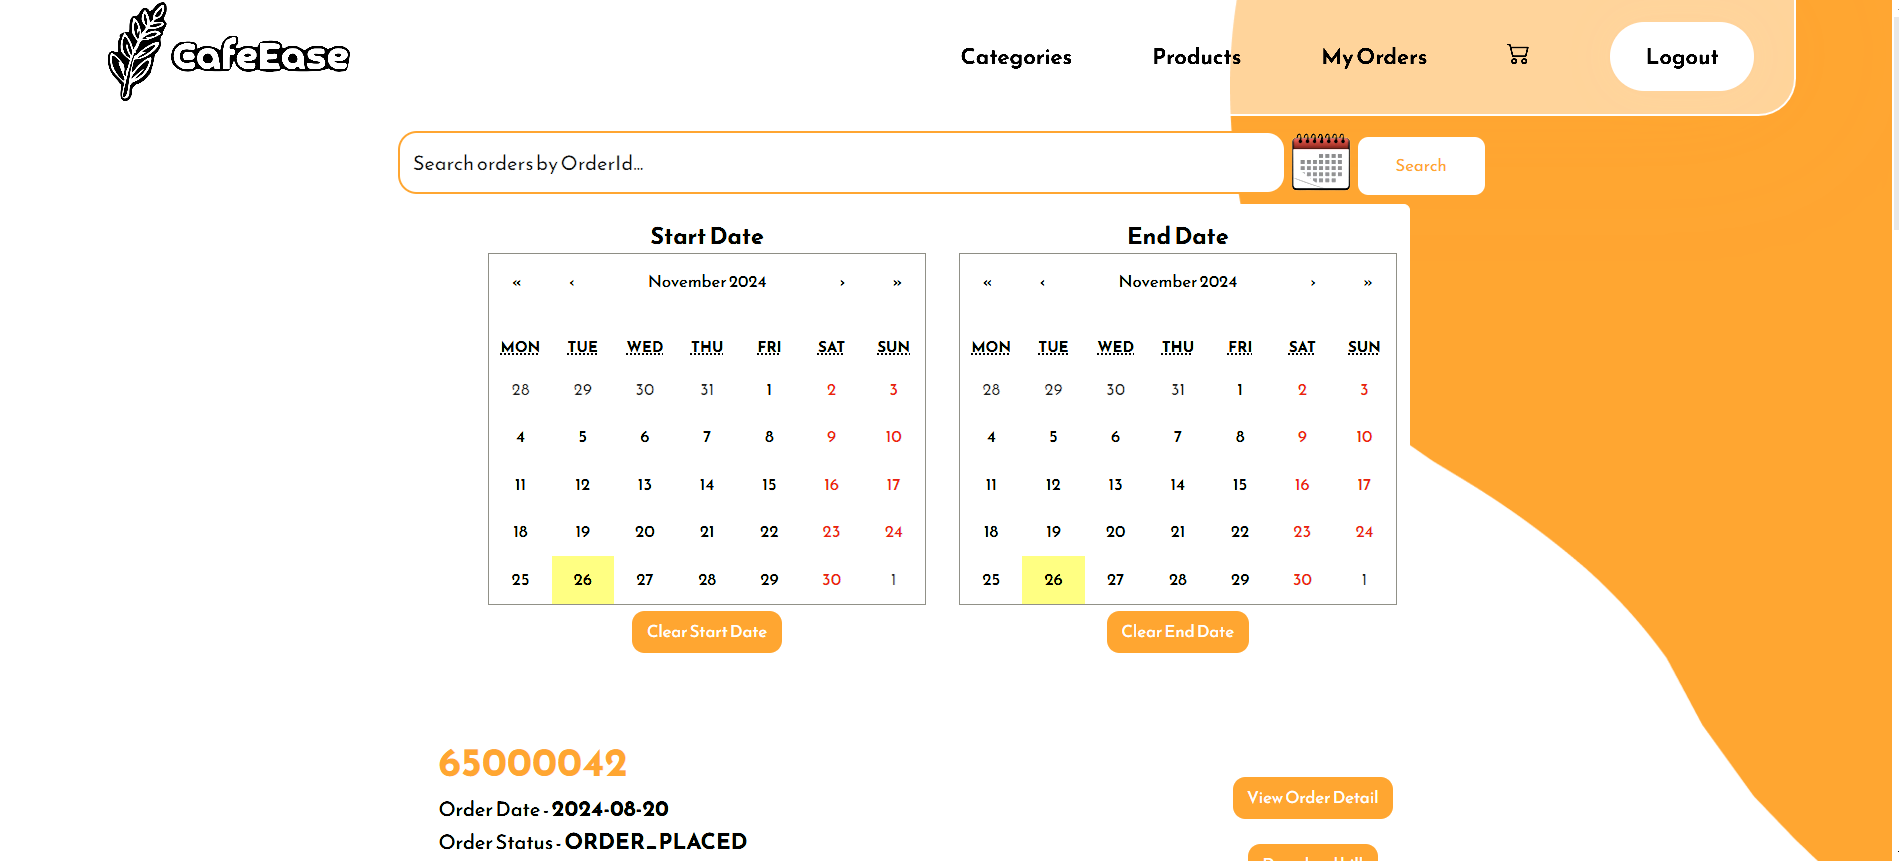 CafeEase
Categories Products My Orders Logout
Search orders by OrderId...
Search
Start Date End Date
« ‹ November 2024 › » « ‹ November 2024 › »
MON TUE WED THU FRI SAT SUN MON TUE WED THU FRI SAT SUN
28 29 30 31 1 2 3 28 29 30 31 1 2 3
4 5 6 7 8 9 10 4 5 6 7 8 9 10
11 12 13 14 15 16 17 11 12 13 14 15 16 17
18 19 20 21 22 23 24 18 19 20 21 22 23 24
25 26 27 28 29 30 1 25 26 27 28 29 30 1
Clear Start Date Clear End Date
65000042
View Order Detail
Order Date - 2024-08-20
Order Status - ORDER_PLACED